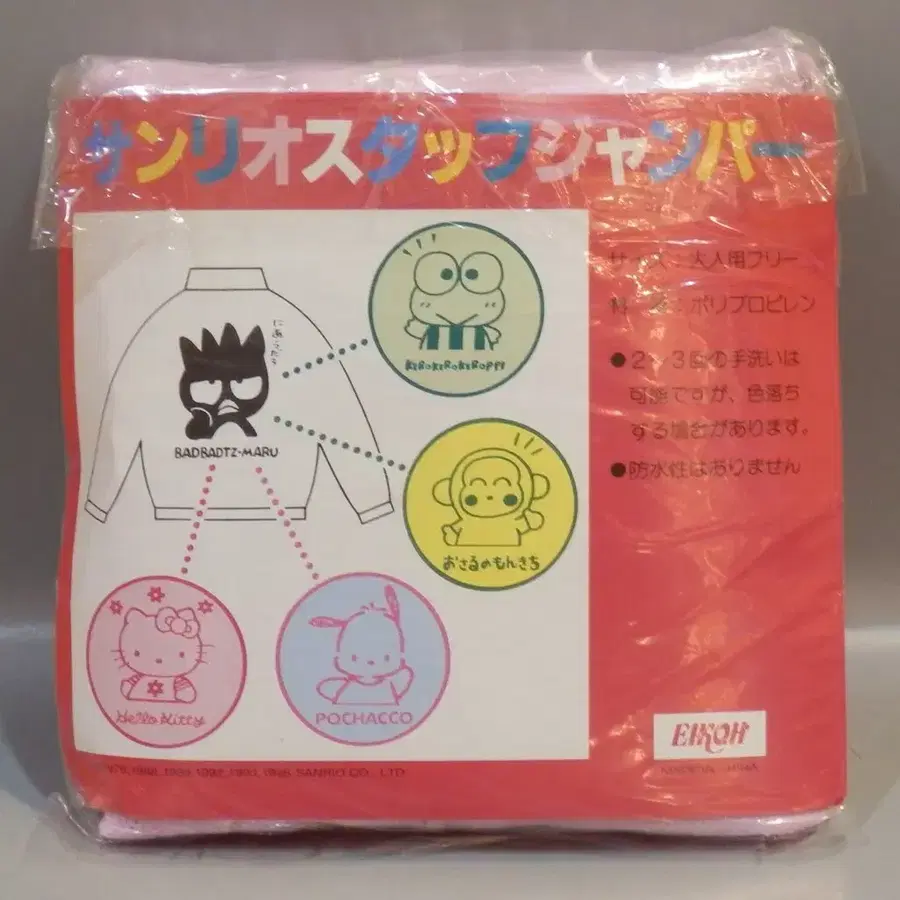 サンリオスタッフジャンパー
サイズ：大人用フリー
ポリプロピレン
●2～3回の手洗いは
可能ですが、色落ち
する場合があります。
●防水性はありません
にあうだろ
BADBADTZ-MARU
KEROKEROKEROPPI
おさるのもんきち
Hello Kitty
POCHACCO
SANRIO CO., LTD.
EIKOH